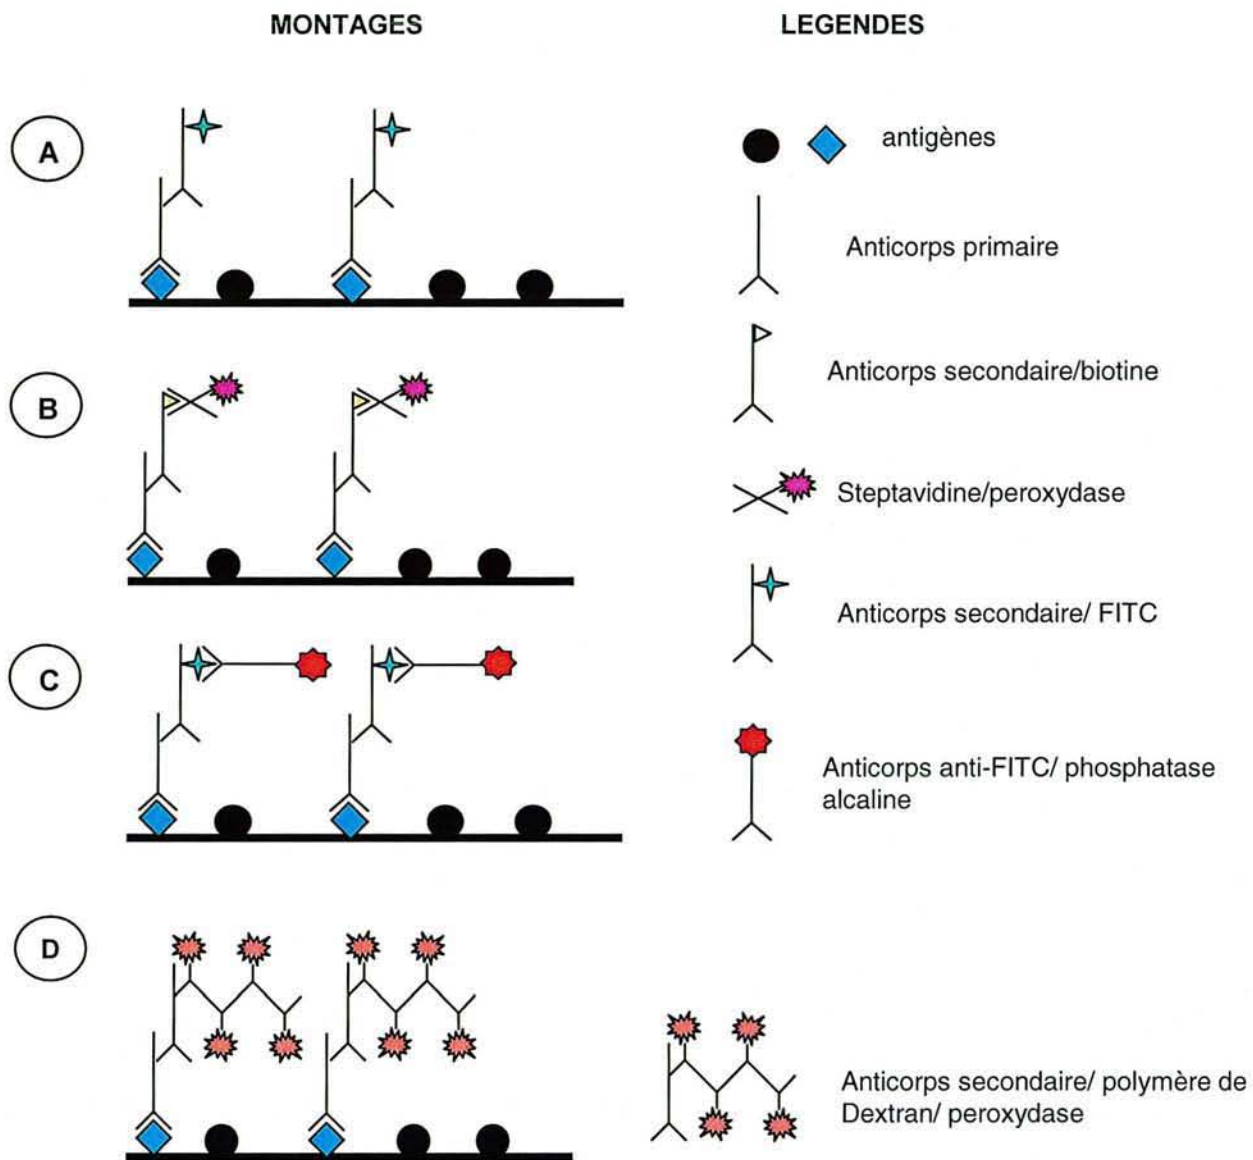 MONTAGES
LEGENDES
A
antigènes
Anticorps primaire
B
Anticorps secondaire/biotine
Steptavidine/peroxydase
Anticorps secondaire/ FITC
C
Anticorps anti-FITC/ phosphatase
alcaline
D
Anticorps secondaire/ polymère de
Dextran/ peroxydase